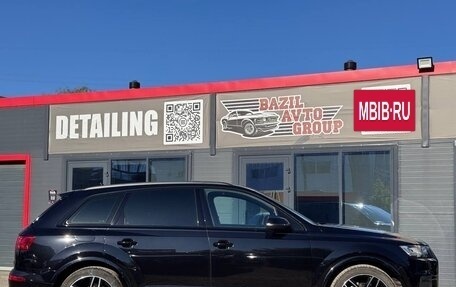 DETAILING
BAZIL
AVTO
GROUP
MBIB.RU